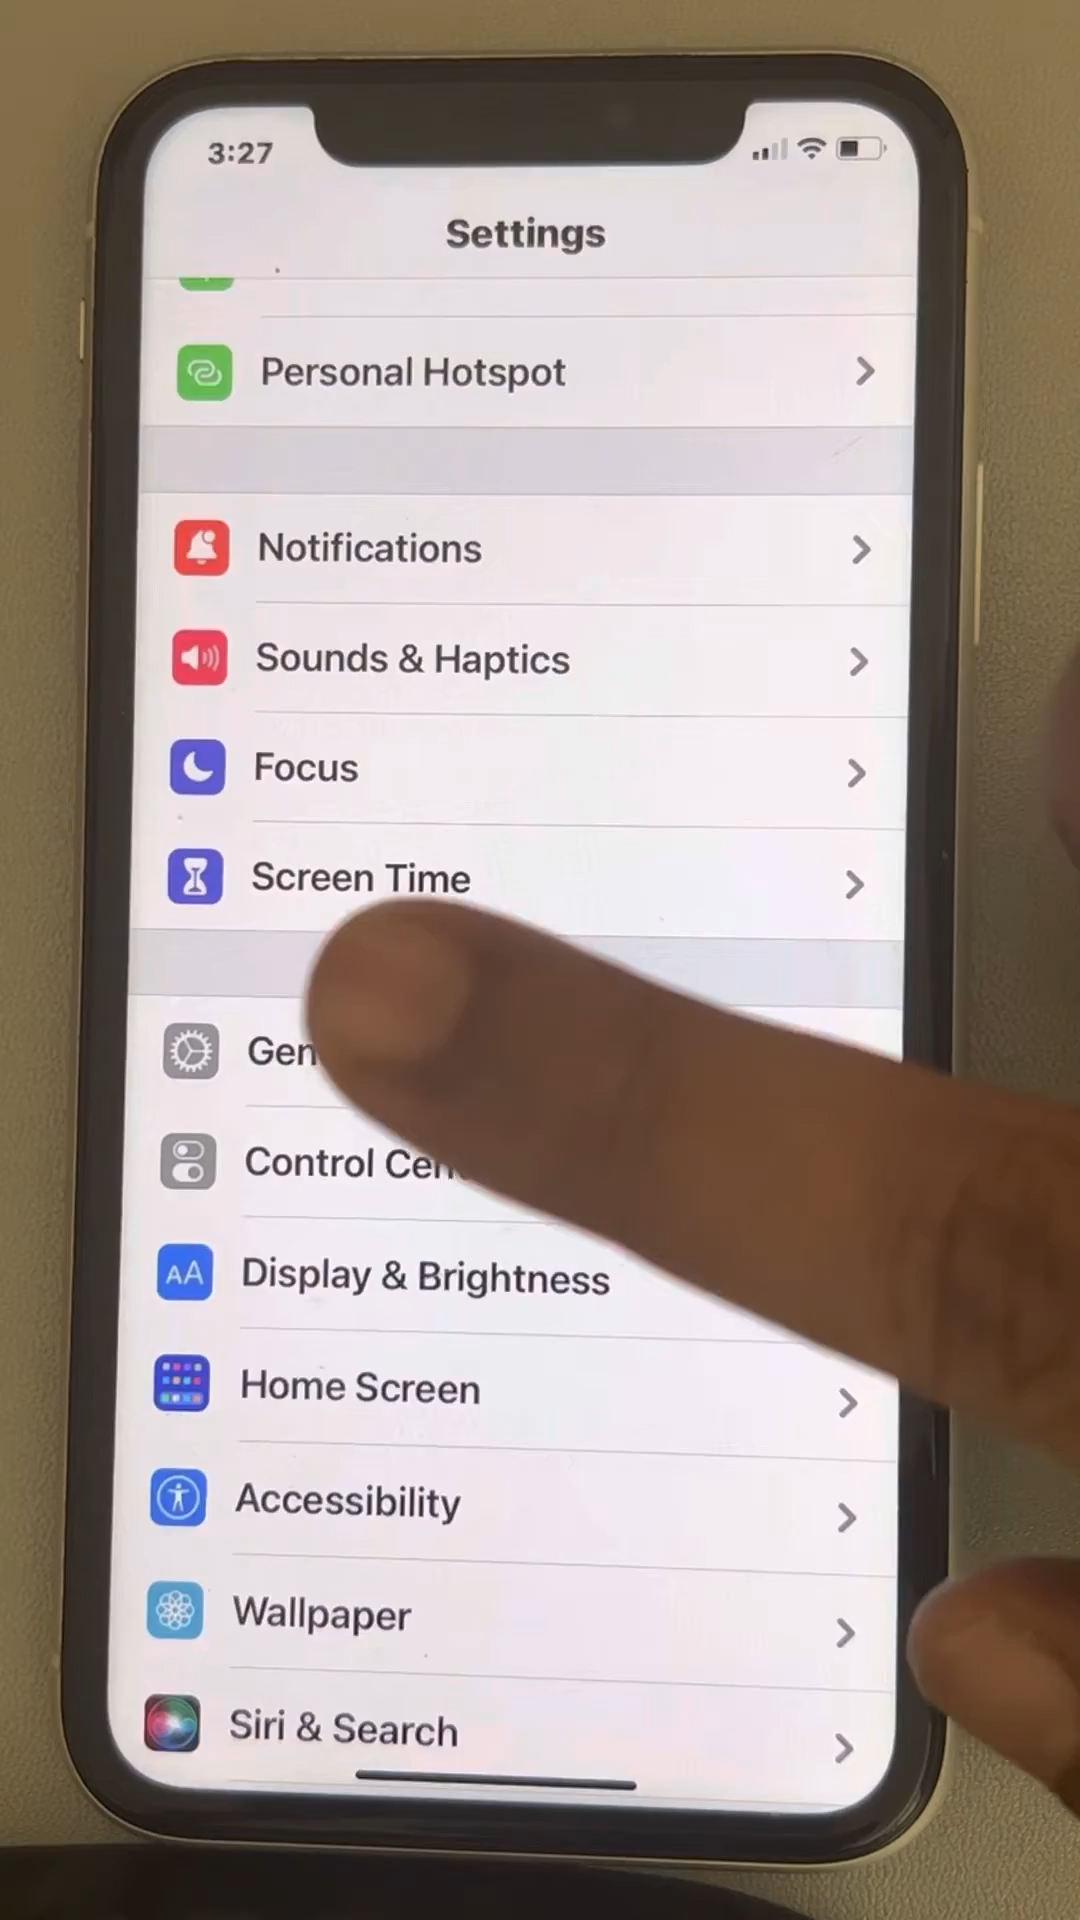 3:27
Settings
Personal Hotspot
Notifications
Sounds & Haptics
Focus
Screen Time
Gen
Control Cen
AA Display & Brightness
Home Screen
Accessibility
Wallpaper
Siri & Search